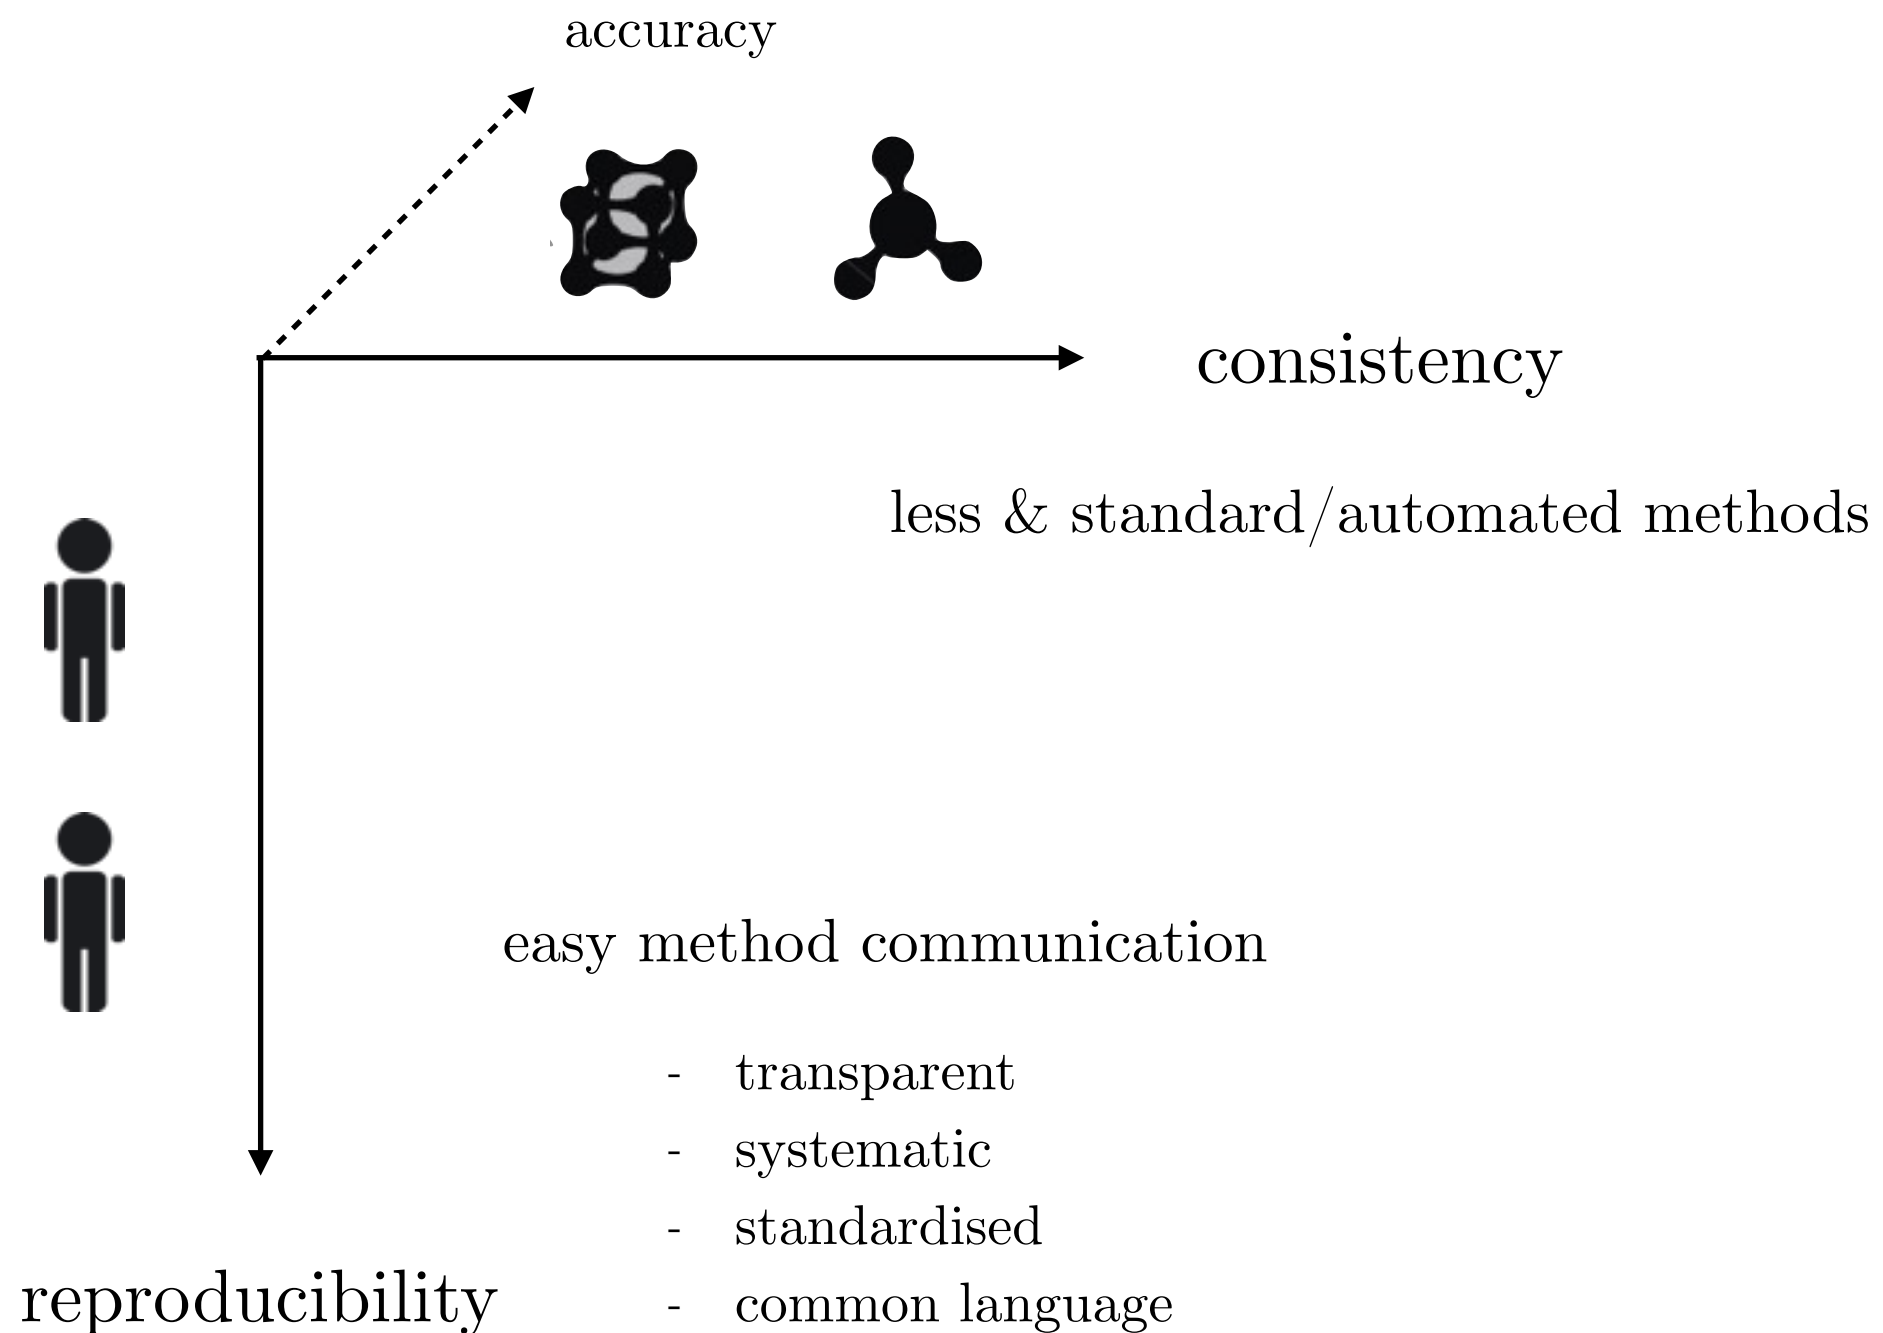 accuracy
consistency
less & standard/automated methods
easy method communication
- transparent
- systematic
- standardised
- common language
reproducibility